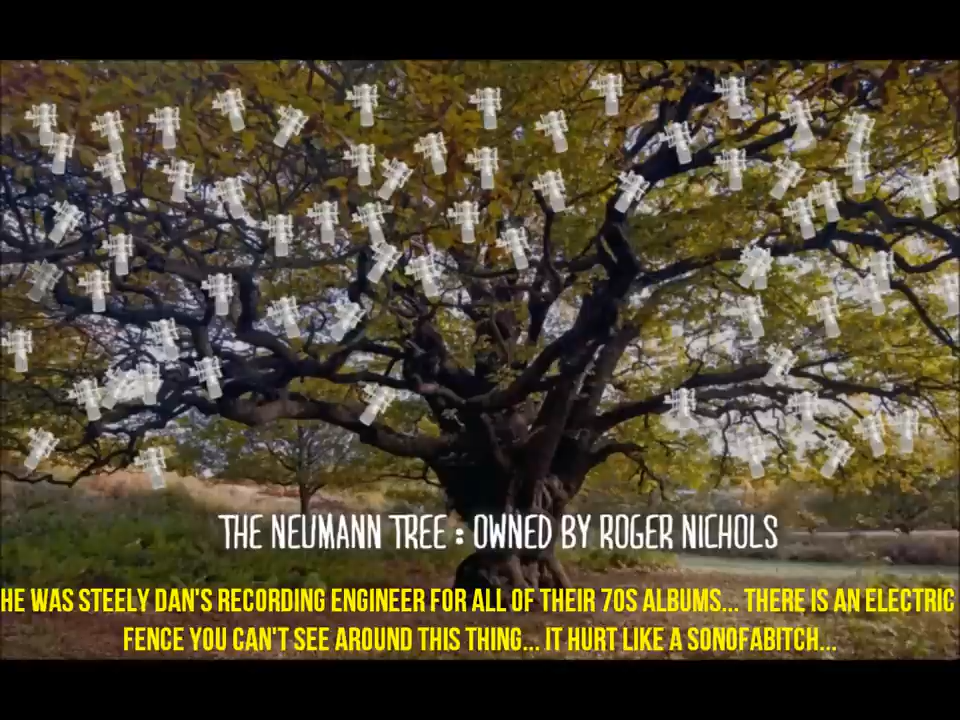 THE NEUMANN TREE : OWNED BY ROGER NICHOLS
HE WAS STEELY DAN'S RECORDING ENGINEER FOR ALL OF THEIR 70S ALBUMS... THERE IS AN ELECTRIC
FENCE YOU CAN'T SEE AROUND THIS THING... IT HURT LIKE A SONOFABITCH...